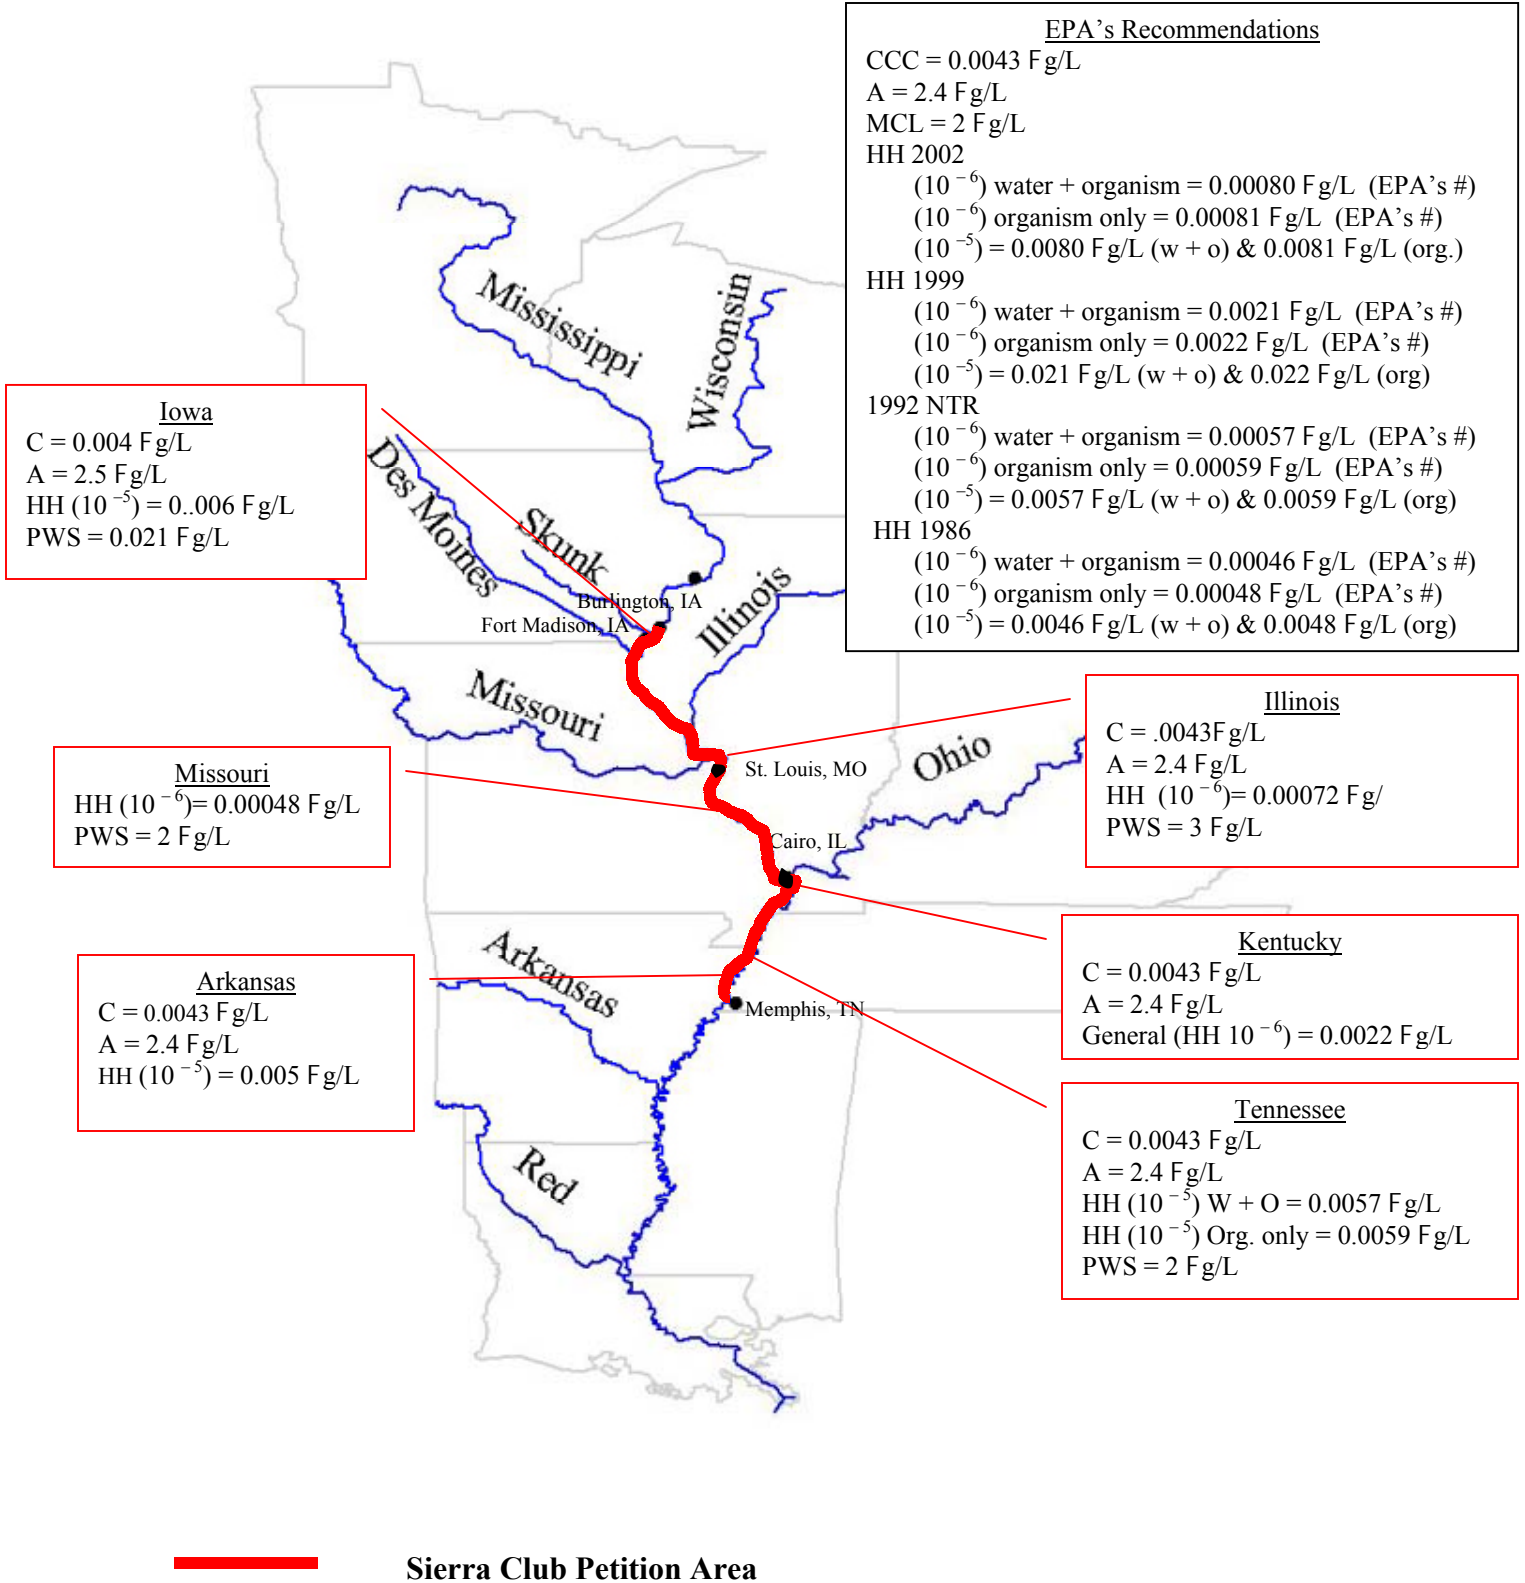 EPA's Recommendations
CCC = 0.0043 Fg/L
A = 2.4 Fg/L
MCL = 2 Fg/L
HH 2002
(10 ⁻⁶) water + organism = 0.00080 Fg/L (EPA's #)
(10 ⁻⁶) organism only = 0.00081 Fg/L (EPA's #)
(10 ⁻⁵) = 0.0080 Fg/L (w + o) & 0.0081 Fg/L (org.)
HH 1999
(10 ⁻⁶) water + organism = 0.0021 Fg/L (EPA's #)
(10 ⁻⁶) organism only = 0.0022 Fg/L (EPA's #)
(10 ⁻⁵) = 0.021 Fg/L (w + o) & 0.022 Fg/L (org)
1992 NTR
(10 ⁻⁶) water + organism = 0.00057 Fg/L (EPA's #)
(10 ⁻⁶) organism only = 0.00059 Fg/L (EPA's #)
(10 ⁻⁵) = 0.0057 Fg/L (w + o) & 0.0059 Fg/L (org)
HH 1986
(10 ⁻⁶) water + organism = 0.00046 Fg/L (EPA's #)
(10 ⁻⁶) organism only = 0.00048 Fg/L (EPA's #)
(10 ⁻⁵) = 0.0046 Fg/L (w + o) & 0.0048 Fg/L (org)
Mississippi
Wisconsin
Iowa
C = 0.004 Fg/L
A = 2.5 Fg/L
HH (10 ⁻⁵) = 0..006 Fg/L
PWS = 0.021 Fg/L
Des Moines
Skunk
Burlington, IA
Fort Madison, IA
Illinois
Missouri
Illinois
C = .0043Fg/L
A = 2.4 Fg/L
HH (10 ⁻⁶)= 0.00072 Fg/
PWS = 3 Fg/L
Ohio
St. Louis, MO
Missouri
HH (10 ⁻⁶)= 0.00048 Fg/L
PWS = 2 Fg/L
Cairo, IL
Kentucky
C = 0.0043 Fg/L
A = 2.4 Fg/L
General (HH 10 ⁻⁶) = 0.0022 Fg/L
Arkansas
Arkansas
C = 0.0043 Fg/L
A = 2.4 Fg/L
HH (10 ⁻⁵) = 0.005 Fg/L
Memphis, TN
Tennessee
C = 0.0043 Fg/L
A = 2.4 Fg/L
HH (10 ⁻⁵) W + O = 0.0057 Fg/L
HH (10 ⁻⁵) Org. only = 0.0059 Fg/L
PWS = 2 Fg/L
Red
Sierra Club Petition Area